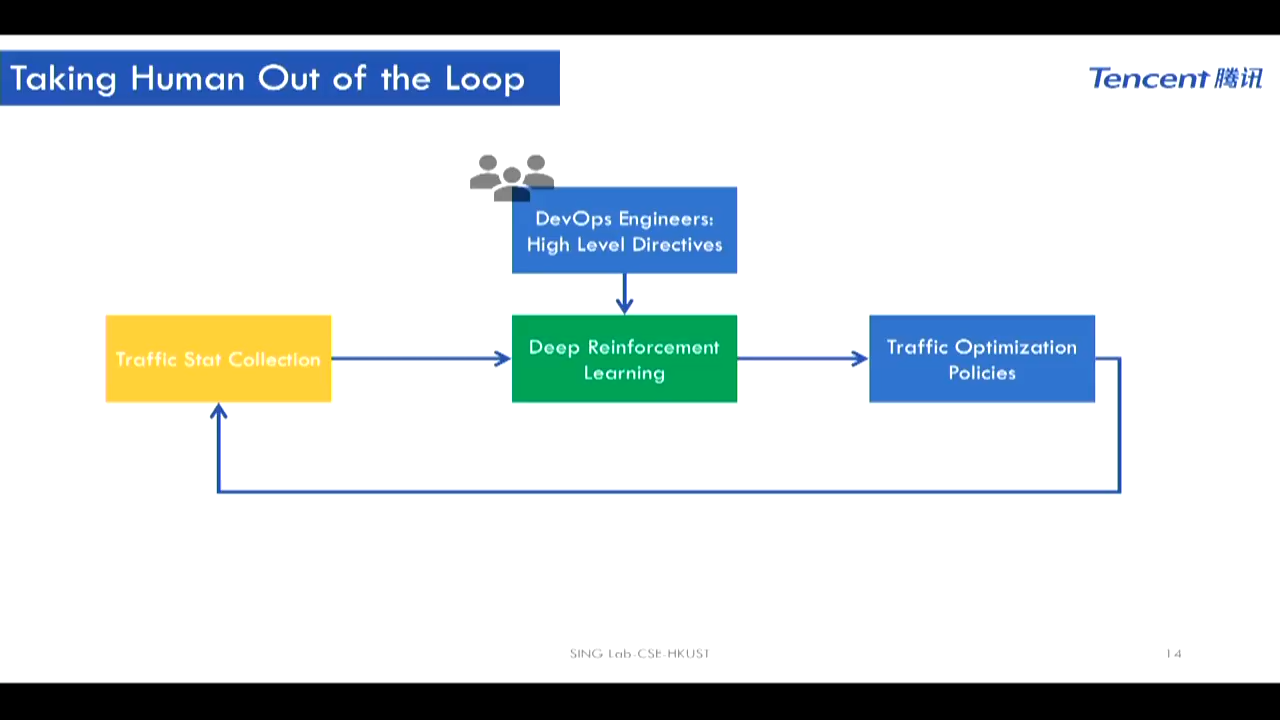 Taking Human Out of the Loop
Tencent 腾讯
DevOps Engineers:
High Level Directives
Traffic Stat Collection
Deep Reinforcement
Learning
Traffic Optimization
Policies
SING Lab-CSE-HKUST
14